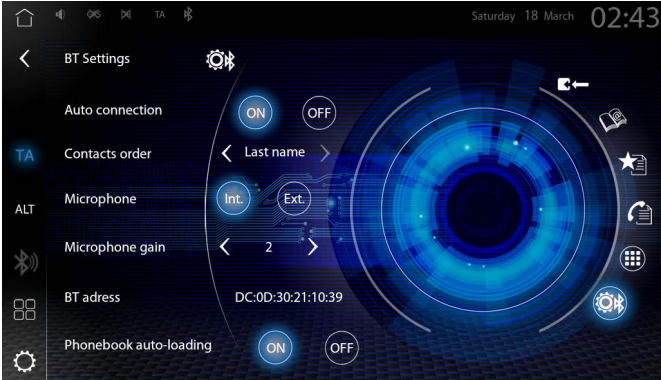 TA
Saturday 18 March 02:43
BT Settings
Auto connection ON OFF
TA Contacts order Last name
ALT Microphone Int. Ext.
Microphone gain 2
BT adress DC:0D:30:21:10:39
Phonebook auto-loading ON OFF